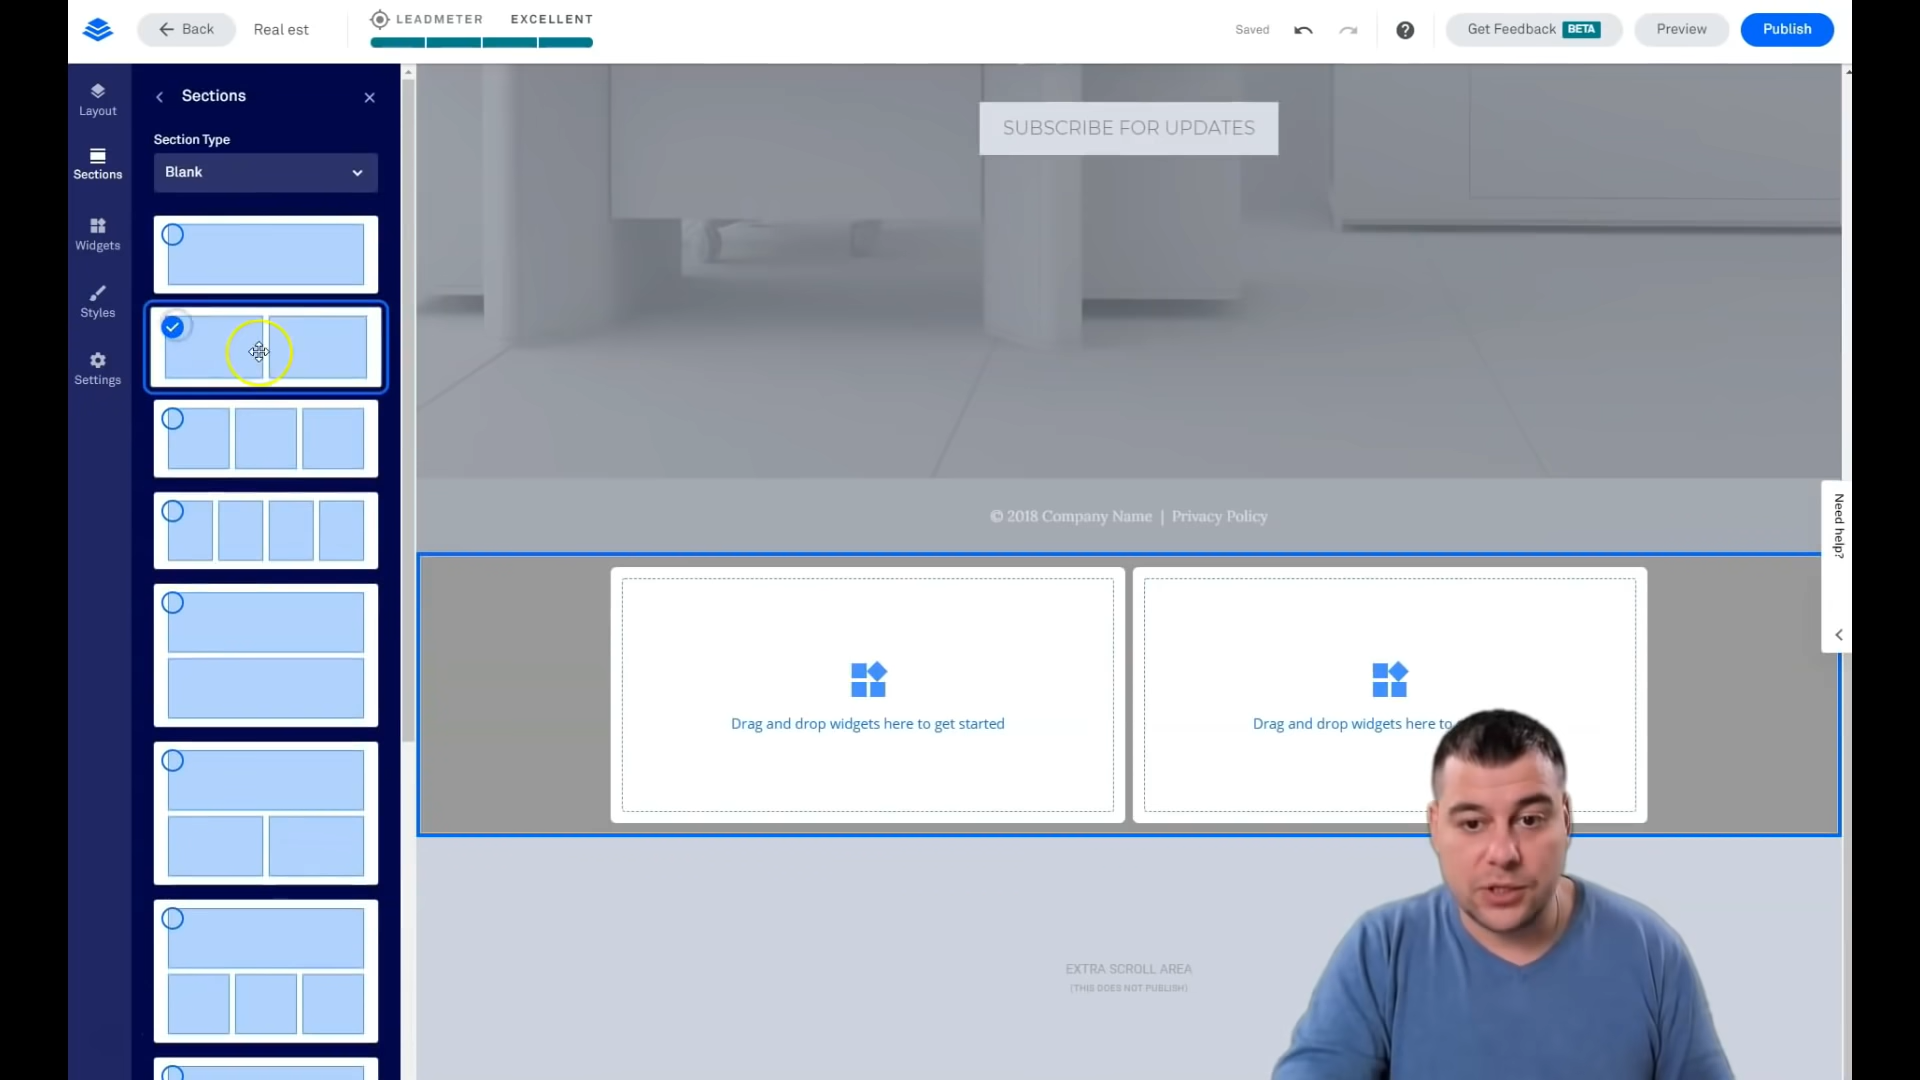 Back
Real est
LEADMETER
EXCELLENT
Saved
Get Feedback BETA
Preview
Publish
Layout
Sections
Widgets
Styles
Settings
Sections
Section Type
Blank
SUBSCRIBE FOR UPDATES
© 2018 Company Name | Privacy Policy
Need help?
Drag and drop widgets here to get started
Drag and drop widgets here to
EXTRA SCROLL AREA
(THIS DOES NOT PUBLISH)